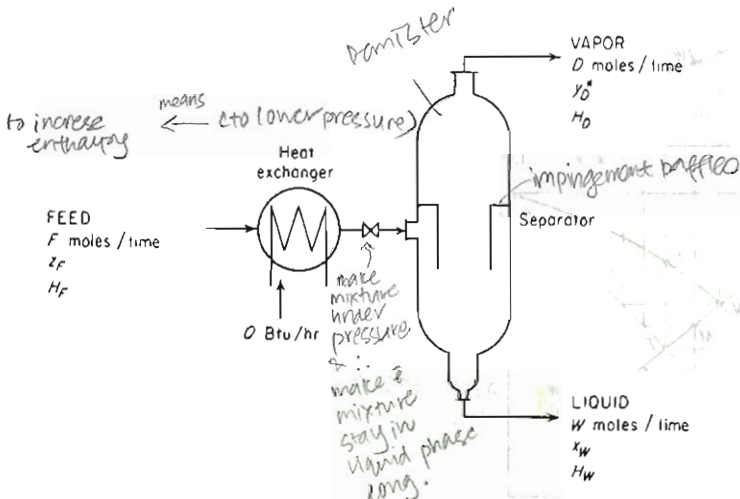 Demister
VAPOR
D moles / time
y_D*
H_D
means
(to lower pressure)
to increse
enthalpy
Heat
exchanger
impingement baffles
Separator
FEED
F moles / time
z_F
H_F
make
mixture
under
pressure
&
make
mixture
stay in
liquid phase
long.
Q Btu/hr
LIQUID
W moles / time
x_W
H_W